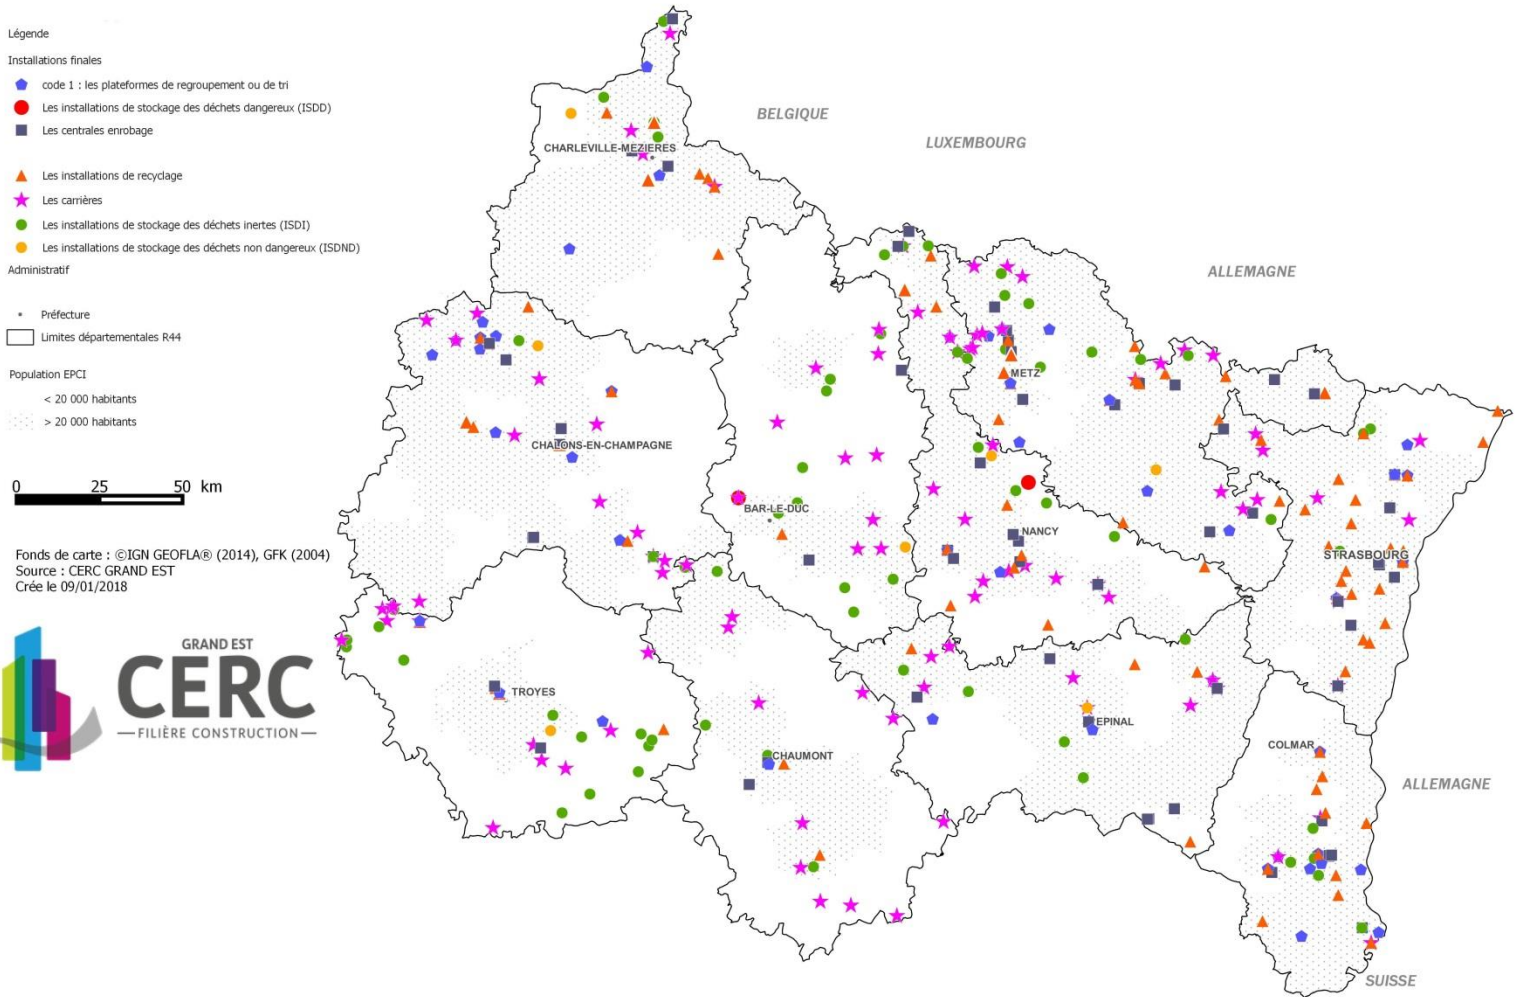 Légende
Installations finales
code 1 : les plateformes de regroupement ou de tri
Les installations de stockage des déchets dangereux (ISDD)
Les centrales enrobage
Les installations de recyclage
Les carrières
Les installations de stockage des déchets inertes (ISDI)
Les installations de stockage des déchets non dangereux (ISDND)
Administratif
Préfecture
Limites départementales R44
Population EPCI
< 20 000 habitants
> 20 000 habitants
0 25 50 km
Fonds de carte : ©IGN GEOFLA® (2014), GFK (2004)
Source : CERC GRAND EST
Crée le 09/01/2018
GRAND EST
CERC
FILIÈRE CONSTRUCTION
BELGIQUE
LUXEMBOURG
ALLEMAGNE
CHARLEVILLE-MEZIERES
METZ
CHALONS-EN-CHAMPAGNE
BAR-LE-DUC
NANCY
STRASBOURG
TROYES
EPINAL
CHAUMONT
COLMAR
ALLEMAGNE
SUISSE